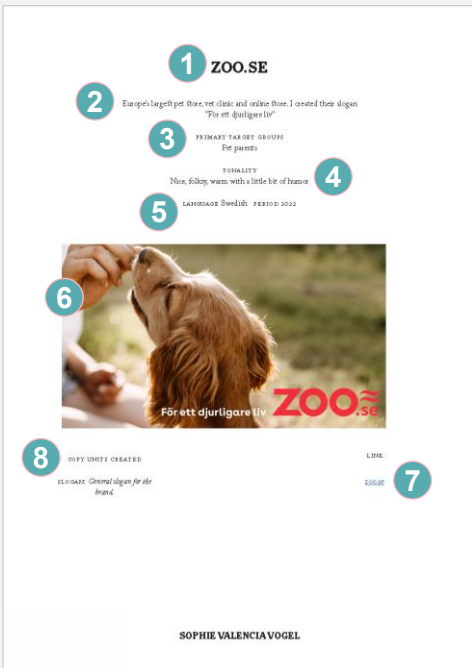 1 ZOO.SE
2 Europe's largest pet store, vet clinic and online store. I created their slogan
"För ett djurligare liv"
3 PRIMARY TARGET GROUPS
Pet parents
TONALITY
Nice, folksy, warm with a little bit of humor 4
5 LANGUAGE Swedish PERIOD 2022
6
För ett djurligare liv ZOO.se
8 COPY UNITS CREATED
LINK
SLOGAN: General slogan for the
brand.
zoo.se 7
SOPHIE VALENCIA VOGEL